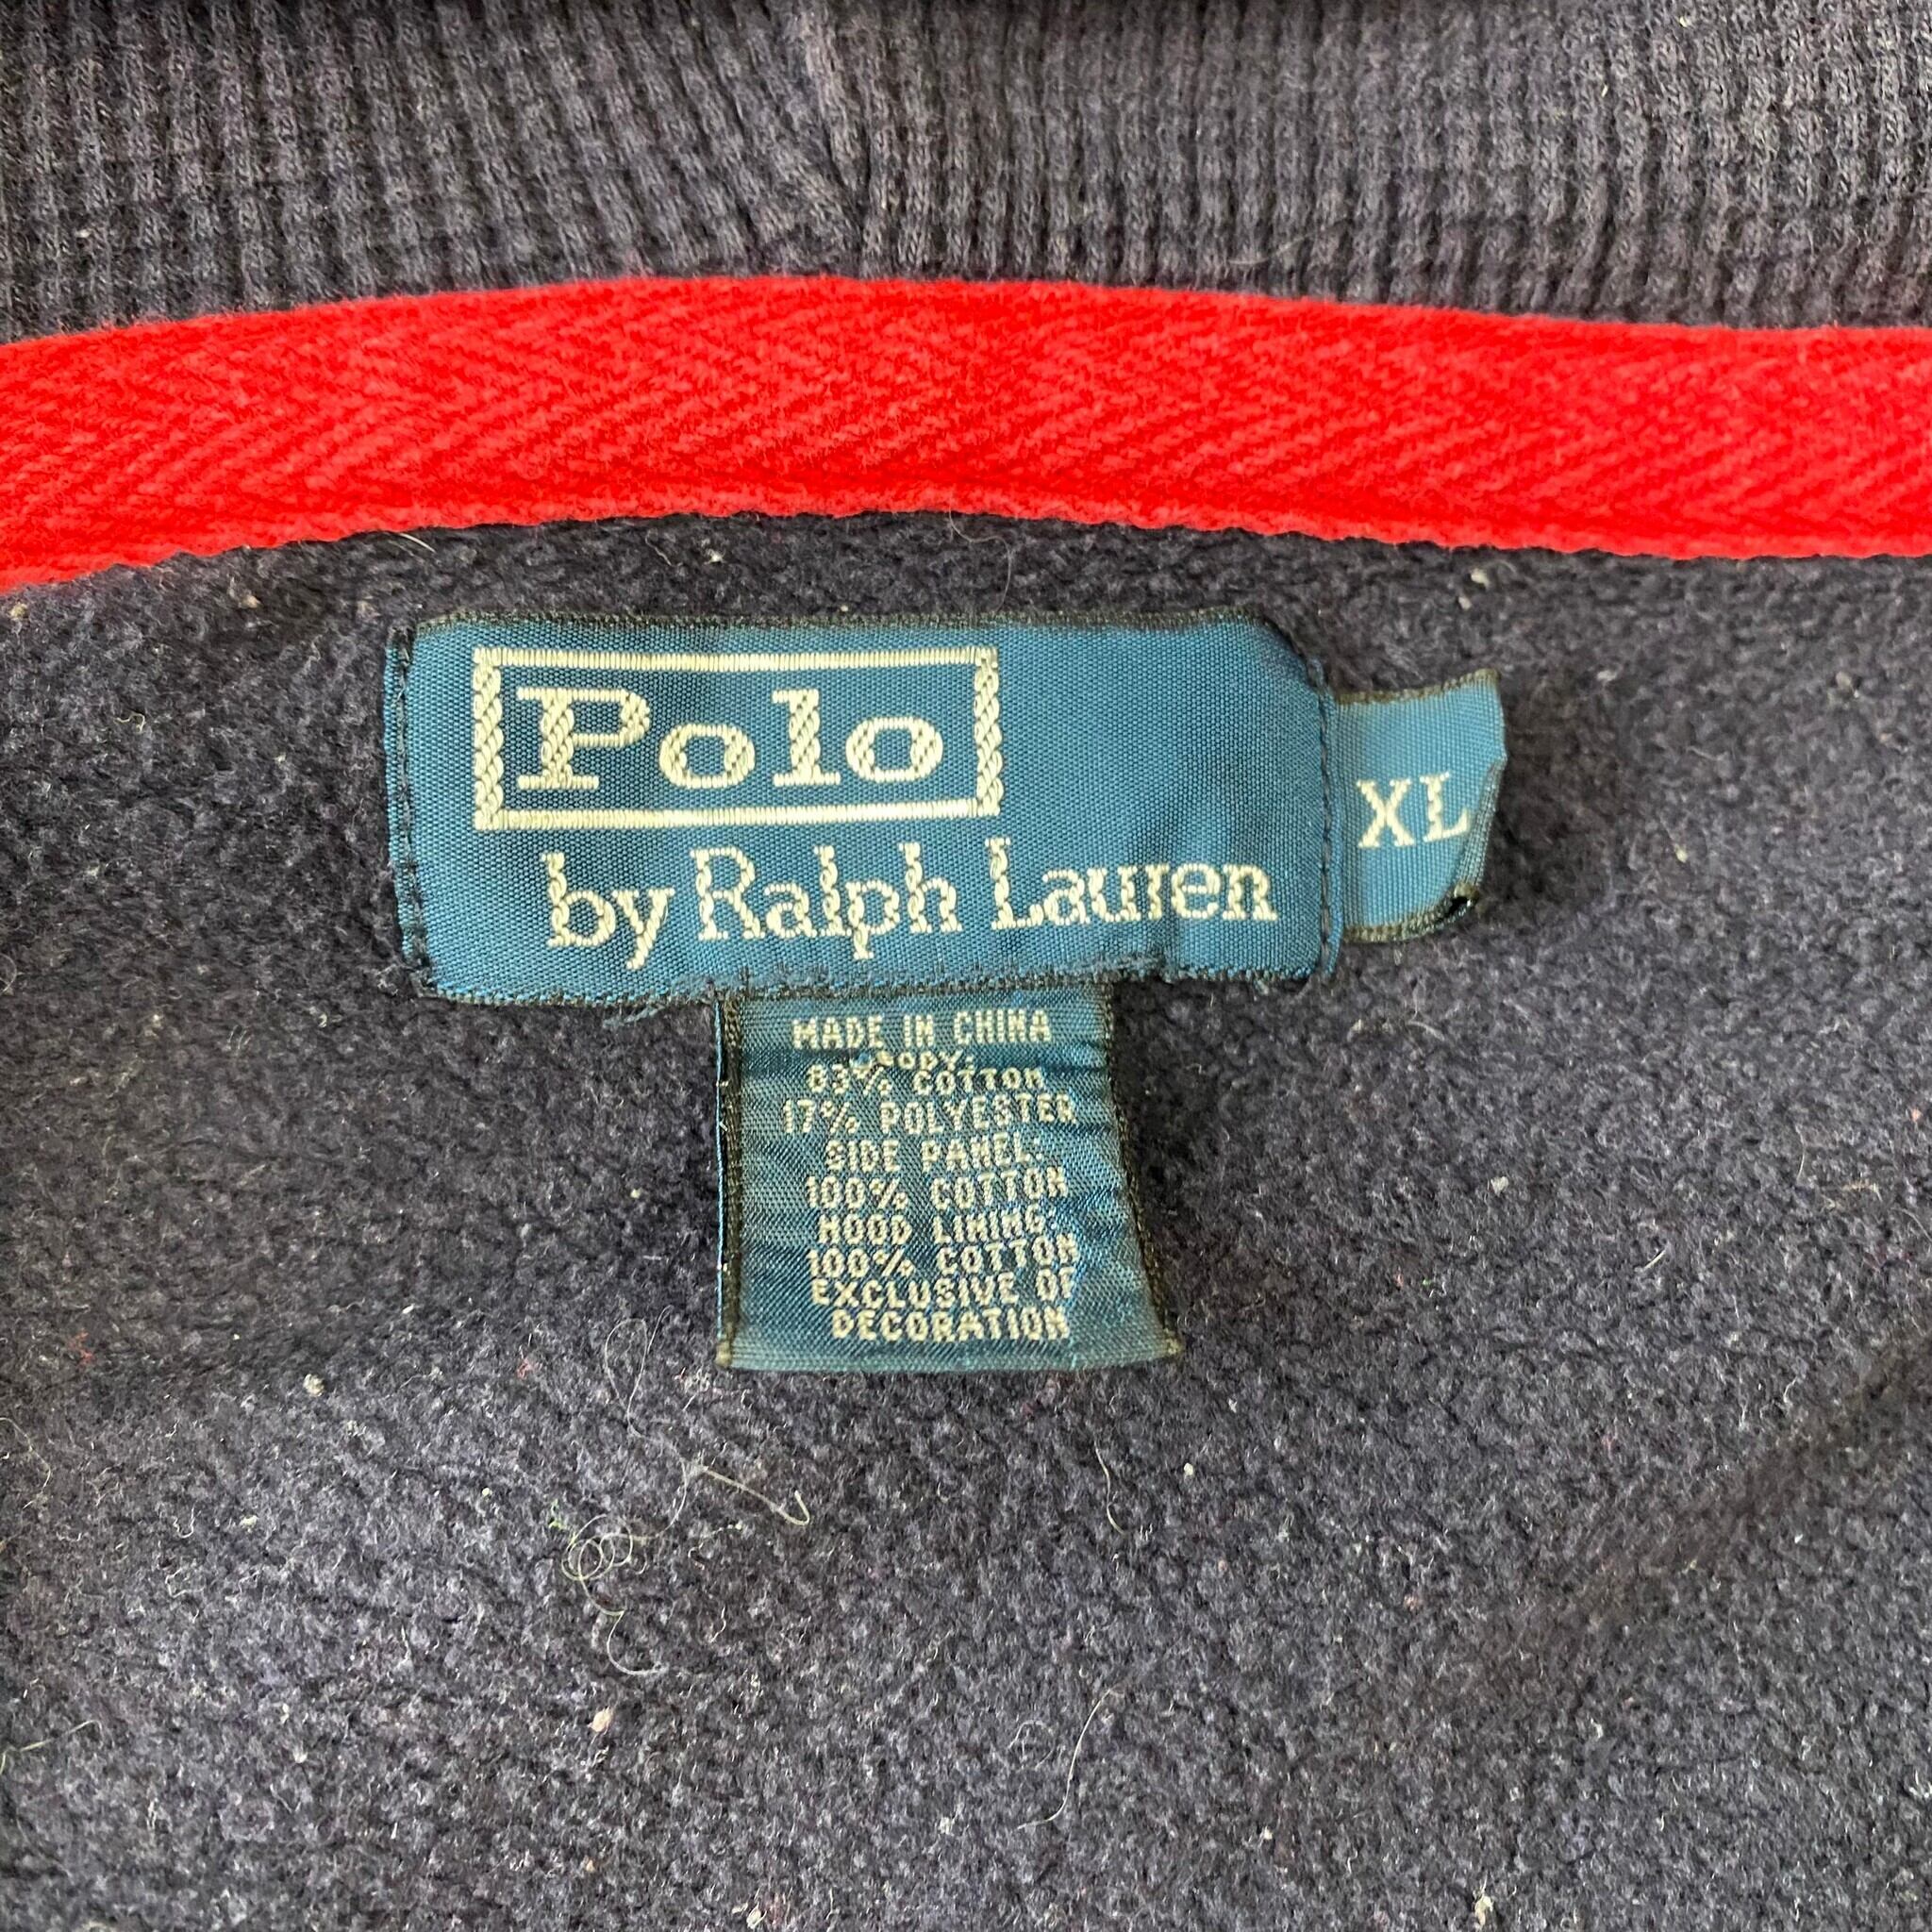 Polo
by Ralph Lauren
XL
MADE IN CHINA
BODY:
83% COTTON
17% POLYESTER
SIDE PANEL:
100% COTTON
HOOD LINING:
100% COTTON
EXCLUSIVE OF
DECORATION